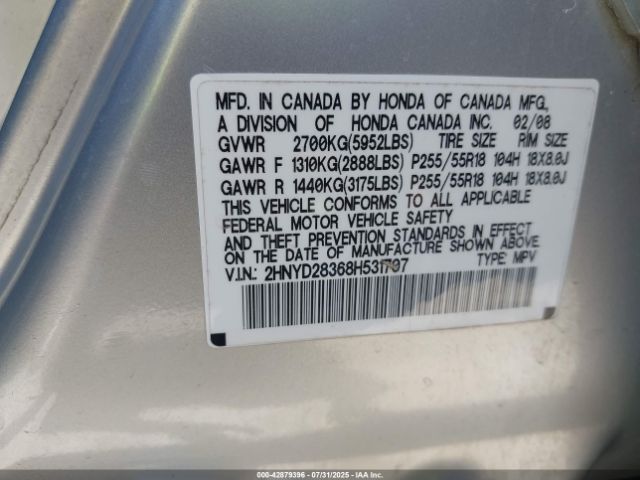 MFD. IN CANADA BY HONDA OF CANADA MFG.,
A DIVISION OF HONDA CANADA INC. 02/08
GVWR 2700KG(5952LBS) TIRE SIZE RIM SIZE
GAWR F 1310KG(2888LBS) P255/55R18 104H 18X8.0J
GAWR R 1440KG(3175LBS) P255/55R18 104H 18X8.0J
THIS VEHICLE CONFORMS TO ALL APPLICABLE
FEDERAL MOTOR VEHICLE SAFETY
AND THEFT PREVENTION STANDARDS IN EFFECT
ON THE DATE OF MANUFACTURE SHOWN ABOVE.
V.I.N.: 2HNYD28368H531707 TYPE: MPV
000-42879396 - 07/31/2025 - IAAI.com